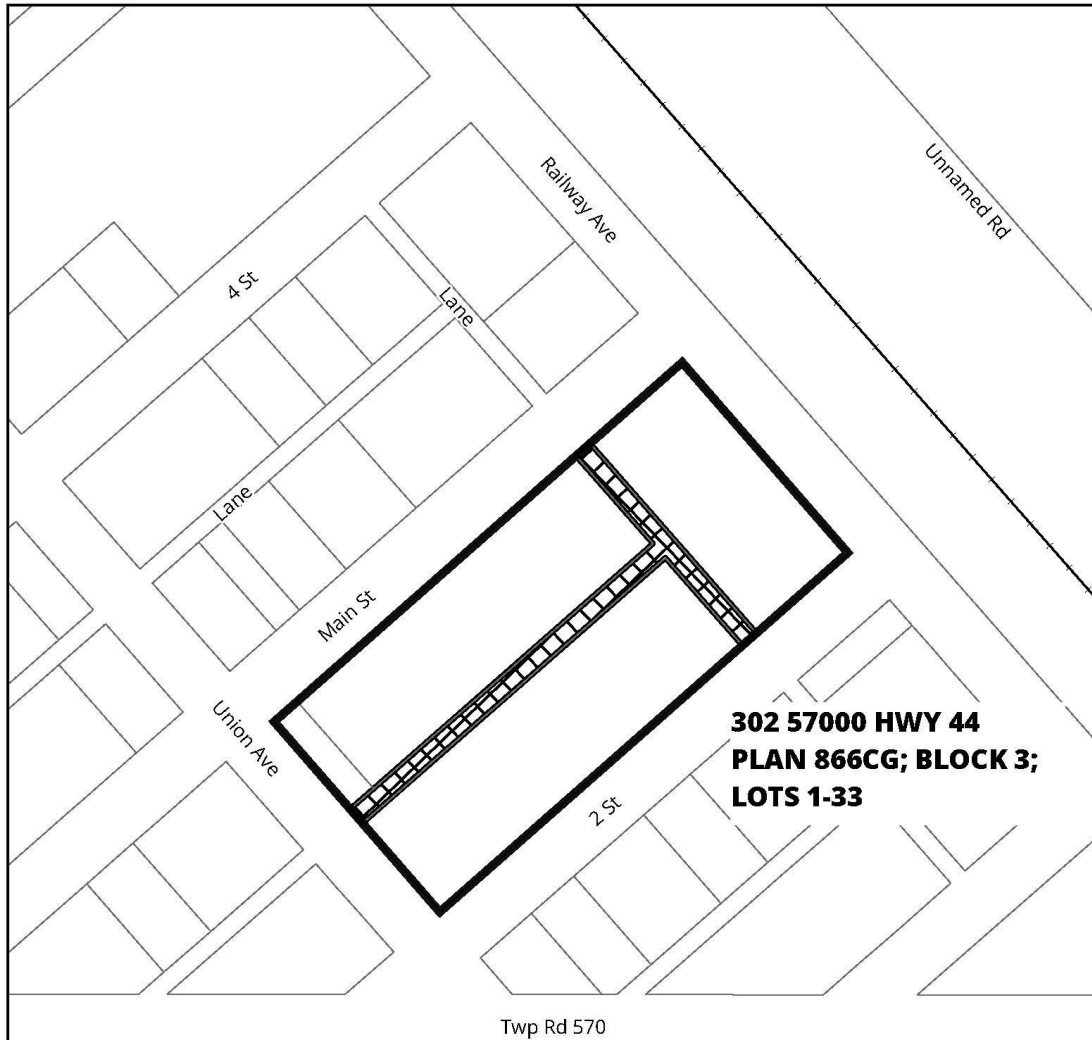 Unnamed Rd
Railway Ave
4 St
Lane
Lane
Main St
Union Ave
302 57000 HWY 44
PLAN 866CG; BLOCK 3;
LOTS 1-33
2 St
Twp Rd 570